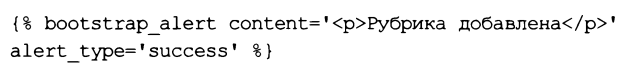 {% bootstrap_alert content='<p>Рубрика добавлена</p>'
alert_type='success' %}